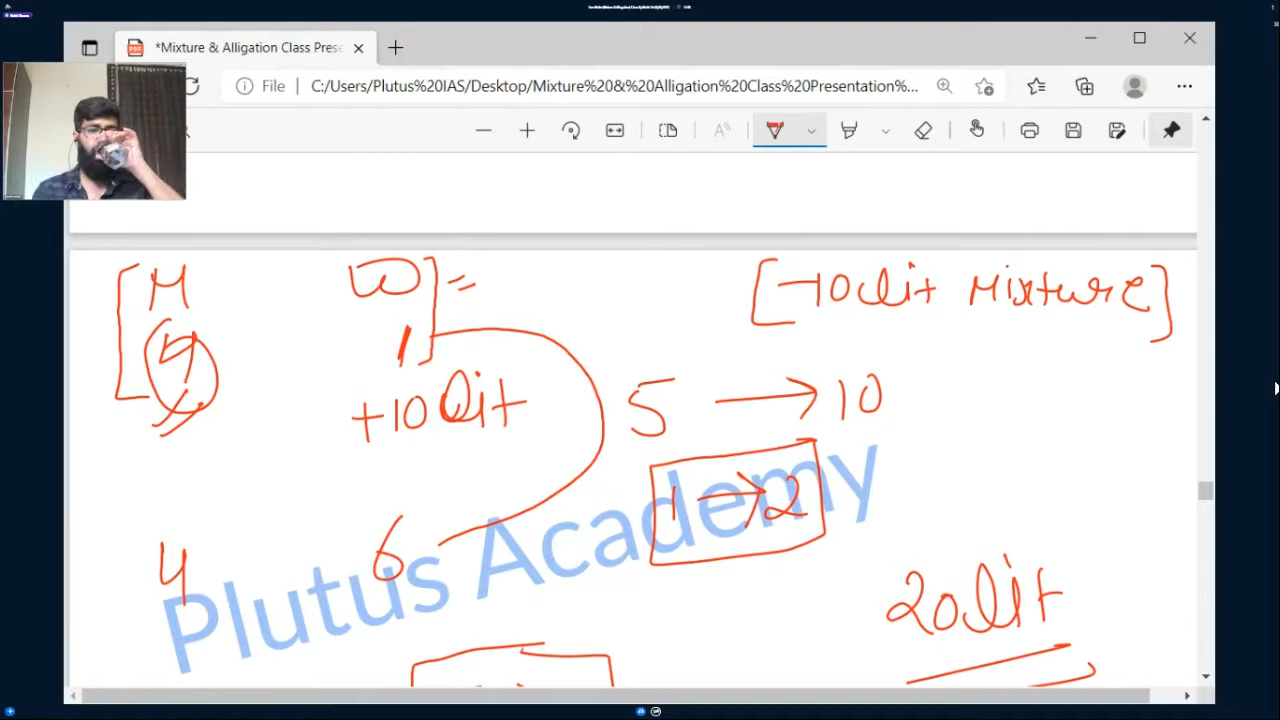 *Mixture & Alligation Class Prese
File
C:/Users/Plutus%20IAS/Desktop/Mixture%20&%20Alligation%20Class%20Presentation%...
M W =
[-10 lit Mixture]
4 1
+10 lit 5 → 10
1 → 2
4 6
20 lit
Plutus Academy